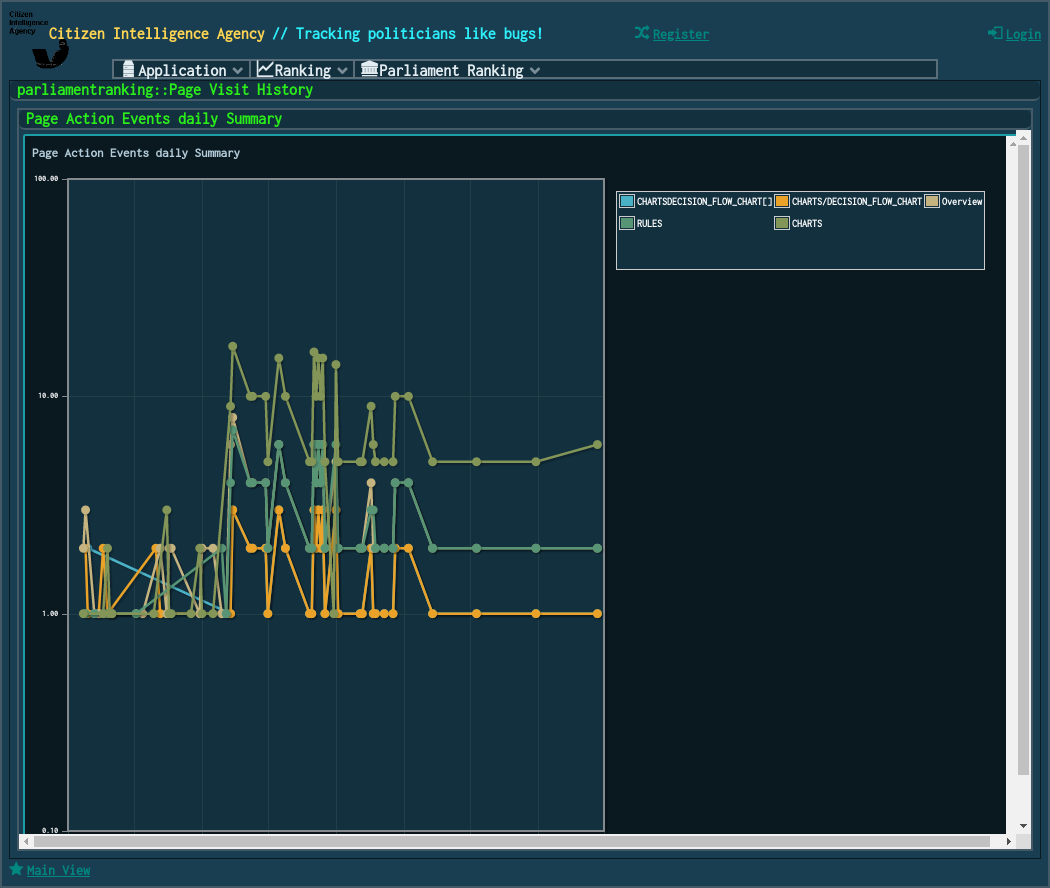 Citizen
Intelligence
Agency
Citizen Intelligence Agency // Tracking politicians like bugs!
Register
Login
Application
Ranking
Parliament Ranking
parliamentranking::Page Visit History
Page Action Events daily Summary
Page Action Events daily Summary
100.00
10.00
1.00
0.10
CHARTSDECISION_FLOW_CHART[]
CHARTS/DECISION_FLOW_CHART
Overview
RULES
CHARTS
Main View